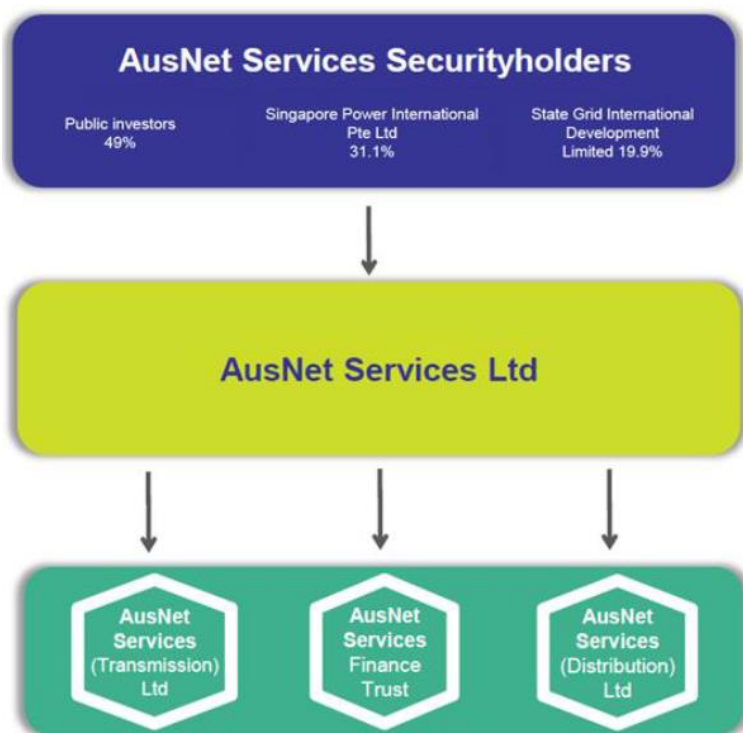 AusNet Services Securityholders
Public investors
49%
Singapore Power International
Pte Ltd
31.1%
State Grid International
Development
Limited 19.9%
AusNet Services Ltd
AusNet
Services
(Transmission)
Ltd
AusNet
Services
Finance
Trust
AusNet
Services
(Distribution)
Ltd